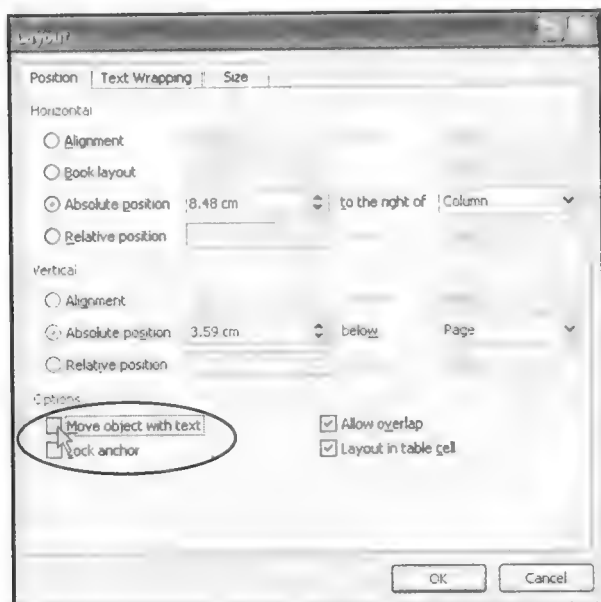 Layout
Position Text Wrapping Size
Horizontal
Alignment
Book layout
Absolute position 8.48 cm to the right of Column
Relative position
Vertical
Alignment
Absolute position 3.59 cm below Page
Relative position
Options
Move object with text Allow overlap
Lock anchor Layout in table cell
OK Cancel